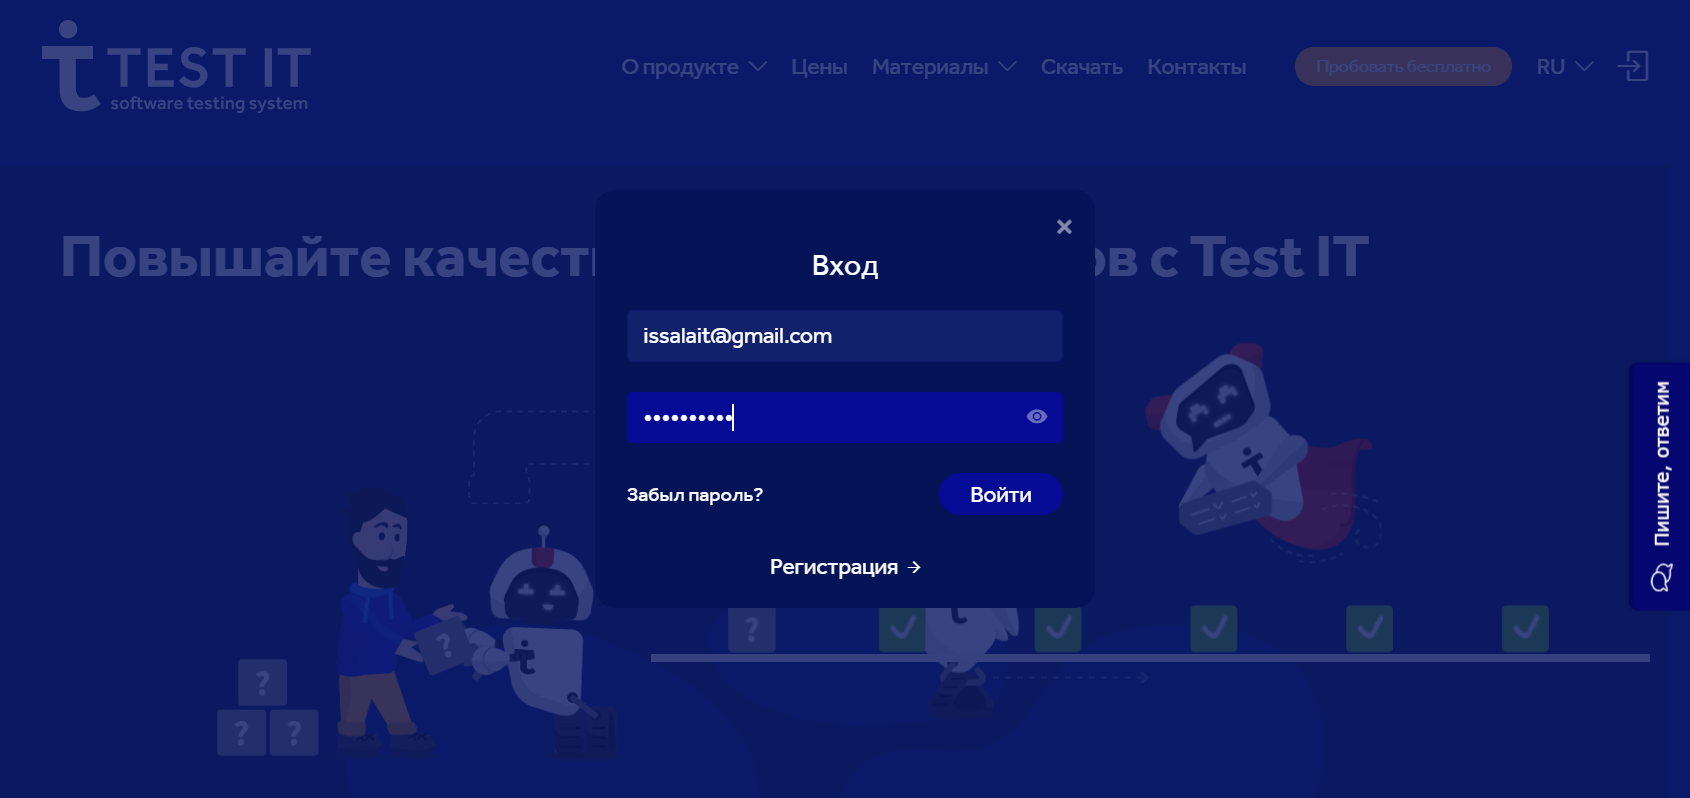 TEST IT
software testing system
О продукте
Цены
Материалы
Скачать
Контакты
Пробовать бесплатно
RU
Повышайте качест
ов с Test IT
Вход
issalait@gmail.com
••••••••••
Забыл пароль?
Войти
Регистрация →
Пишите, ответим
?
?
?
?
?